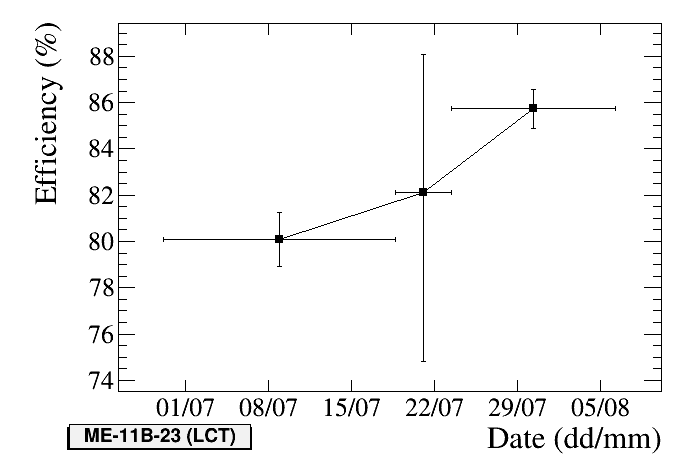 Efficiency (%)
88
86
84
82
80
78
76
74
01/07 08/07 15/07 22/07 29/07 05/08
ME-11B-23 (LCT)
Date (dd/mm)